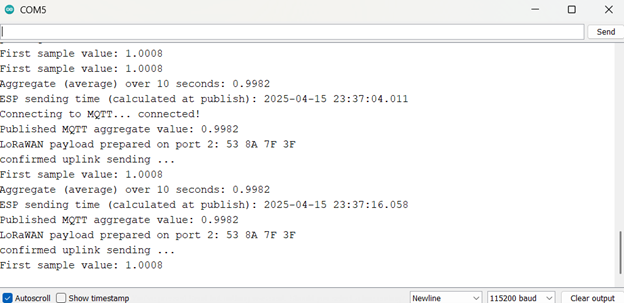 COM5
Send
First sample value: 1.0008
First sample value: 1.0008
Aggregate (average) over 10 seconds: 0.9982
ESP sending time (calculated at publish): 2025-04-15 23:37:04.011
Connecting to MQTT... connected!
Published MQTT aggregate value: 0.9982
LoRaWAN payload prepared on port 2: 53 8A 7F 3F
confirmed uplink sending ...
First sample value: 1.0008
Aggregate (average) over 10 seconds: 0.9982
ESP sending time (calculated at publish): 2025-04-15 23:37:16.058
Published MQTT aggregate value: 0.9982
LoRaWAN payload prepared on port 2: 53 8A 7F 3F
confirmed uplink sending ...
First sample value: 1.0008
Autoscroll Show timestamp Newline 115200 baud Clear output